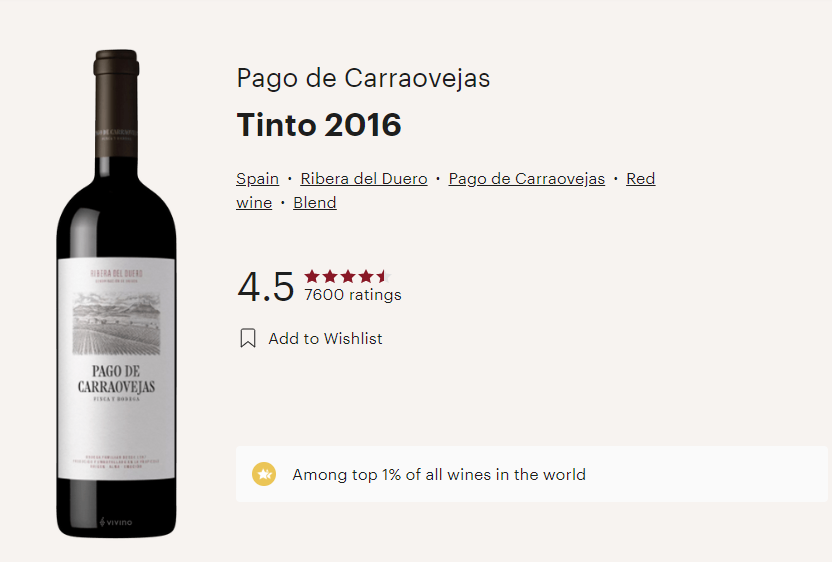 Pago de Carraovejas
Tinto 2016
Spain · Ribera del Duero · Pago de Carraovejas · Red
wine · Blend
4.5
7600 ratings
Add to Wishlist
Among top 1% of all wines in the world
RIBERA DEL DUERO
PAGO DE
CARRAOVEJAS
FINCA Y BODEGA
VIVINO